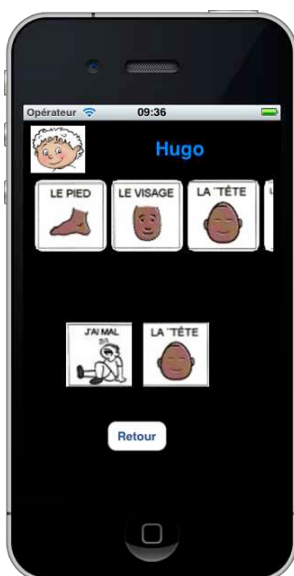 Opérateur 09:36
Hugo
LE PIED LE VISAGE LA ¨TÊTE
J'AI MAL LA ¨TÊTE
Retour